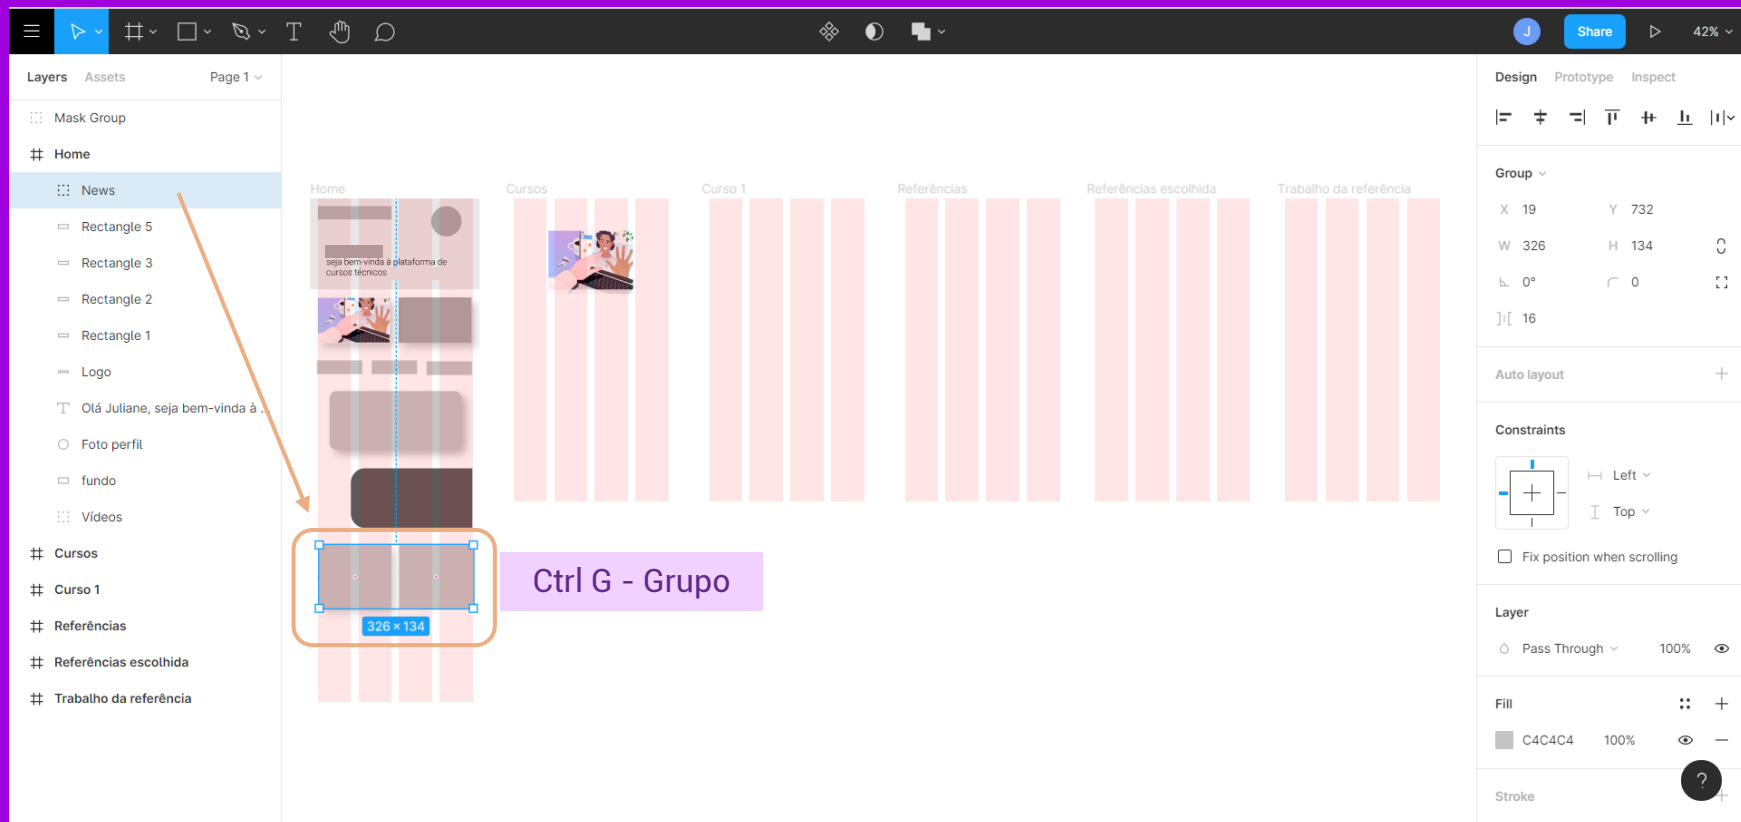 J
Share
42%
Layers
Assets
Page 1
Mask Group
Home
News
Rectangle 5
Rectangle 3
Rectangle 2
Rectangle 1
Logo
Olá Juliane, seja bem-vinda à ...
Foto perfil
fundo
Vídeos
Cursos
Curso 1
Referências
Referências escolhida
Trabalho da referência
Home
Cursos
Curso 1
Referências
Referências escolhida
Trabalho da referência
seja bem-vinda à plataforma de
cursos técnicos
326 × 134
Ctrl G - Grupo
Design
Prototype
Inspect
Group
X 19
Y 732
W 326
H 134
0°
0
16
Auto layout
Constraints
Left
Top
Fix position when scrolling
Layer
Pass Through
100%
Fill
C4C4C4
100%
?
Stroke